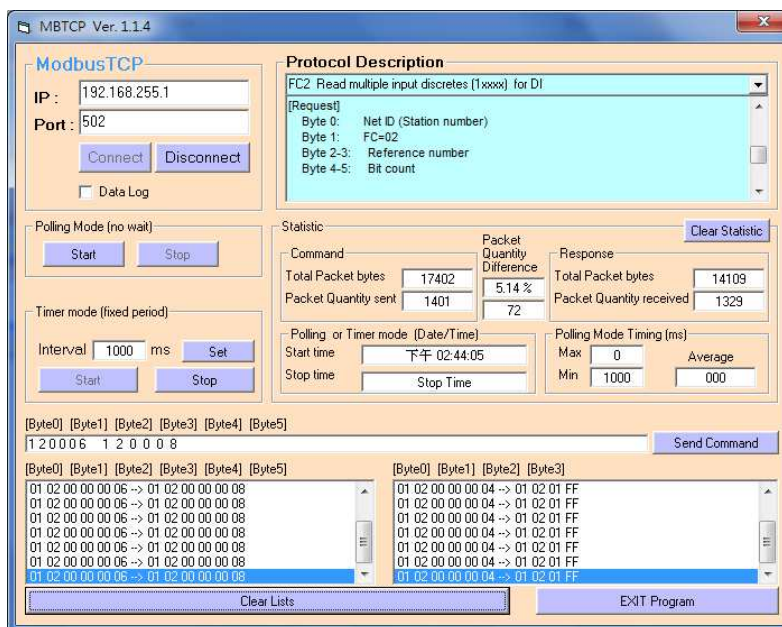 MBTCP Ver. 1.1.4
ModbusTCP
IP : 192.168.255.1
Port : 502
Connect Disconnect
Data Log
Protocol Description
FC2 Read multiple input discretes (1xxxx) for DI
[Request]
Byte 0: Net ID (Station number)
Byte 1: FC=02
Byte 2-3: Reference number
Byte 4-5: Bit count
Polling Mode (no wait)
Start Stop
Timer mode (fixed period)
Interval 1000 ms Set
Start Stop
Statistic
Clear Statistic
Command
Total Packet bytes 17402
Packet Quantity sent 1401
Packet
Quantity
Difference
5.14 %
72
Response
Total Packet bytes 14109
Packet Quantity received 1329
Polling or Timer mode (Date/Time)
Start time 下午 02:44:05
Stop time Stop Time
Polling Mode Timing (ms)
Max 0 Average
Min 1000 000
[Byte0] [Byte1] [Byte2] [Byte3] [Byte4] [Byte5]
1 2 0 0 0 6 1 2 0 0 0 8
Send Command
[Byte0] [Byte1] [Byte2] [Byte3] [Byte4] [Byte5]
01 02 00 00 00 06 --> 01 02 00 00 00 08
01 02 00 00 00 06 --> 01 02 00 00 00 08
01 02 00 00 00 06 --> 01 02 00 00 00 08
01 02 00 00 00 06 --> 01 02 00 00 00 08
01 02 00 00 00 06 --> 01 02 00 00 00 08
01 02 00 00 00 06 --> 01 02 00 00 00 08
01 02 00 00 00 06 --> 01 02 00 00 00 08
[Byte0] [Byte1] [Byte2] [Byte3]
01 02 00 00 00 04 --> 01 02 01 FF
01 02 00 00 00 04 --> 01 02 01 FF
01 02 00 00 00 04 --> 01 02 01 FF
01 02 00 00 00 04 --> 01 02 01 FF
01 02 00 00 00 04 --> 01 02 01 FF
01 02 00 00 00 04 --> 01 02 01 FF
01 02 00 00 00 04 --> 01 02 01 FF
Clear Lists
EXIT Program